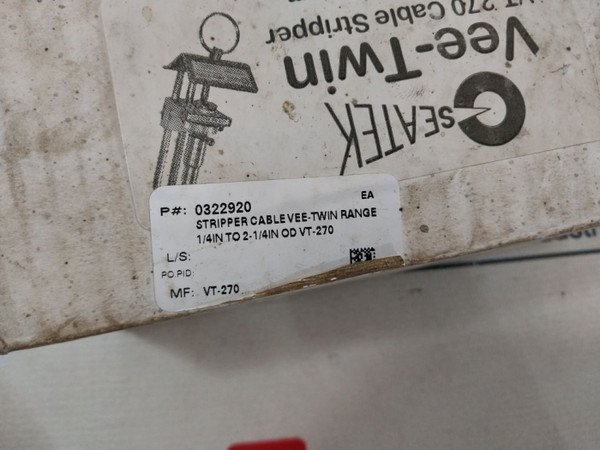 VT 270 Cable Stripper
Vee-Twin
SEATEK
P#: 0322920 EA
STRIPPER CABLE VEE-TWIN RANGE
1/4IN TO 2-1/4IN OD VT-270
L/S:
PO.PID:
MF: VT-270